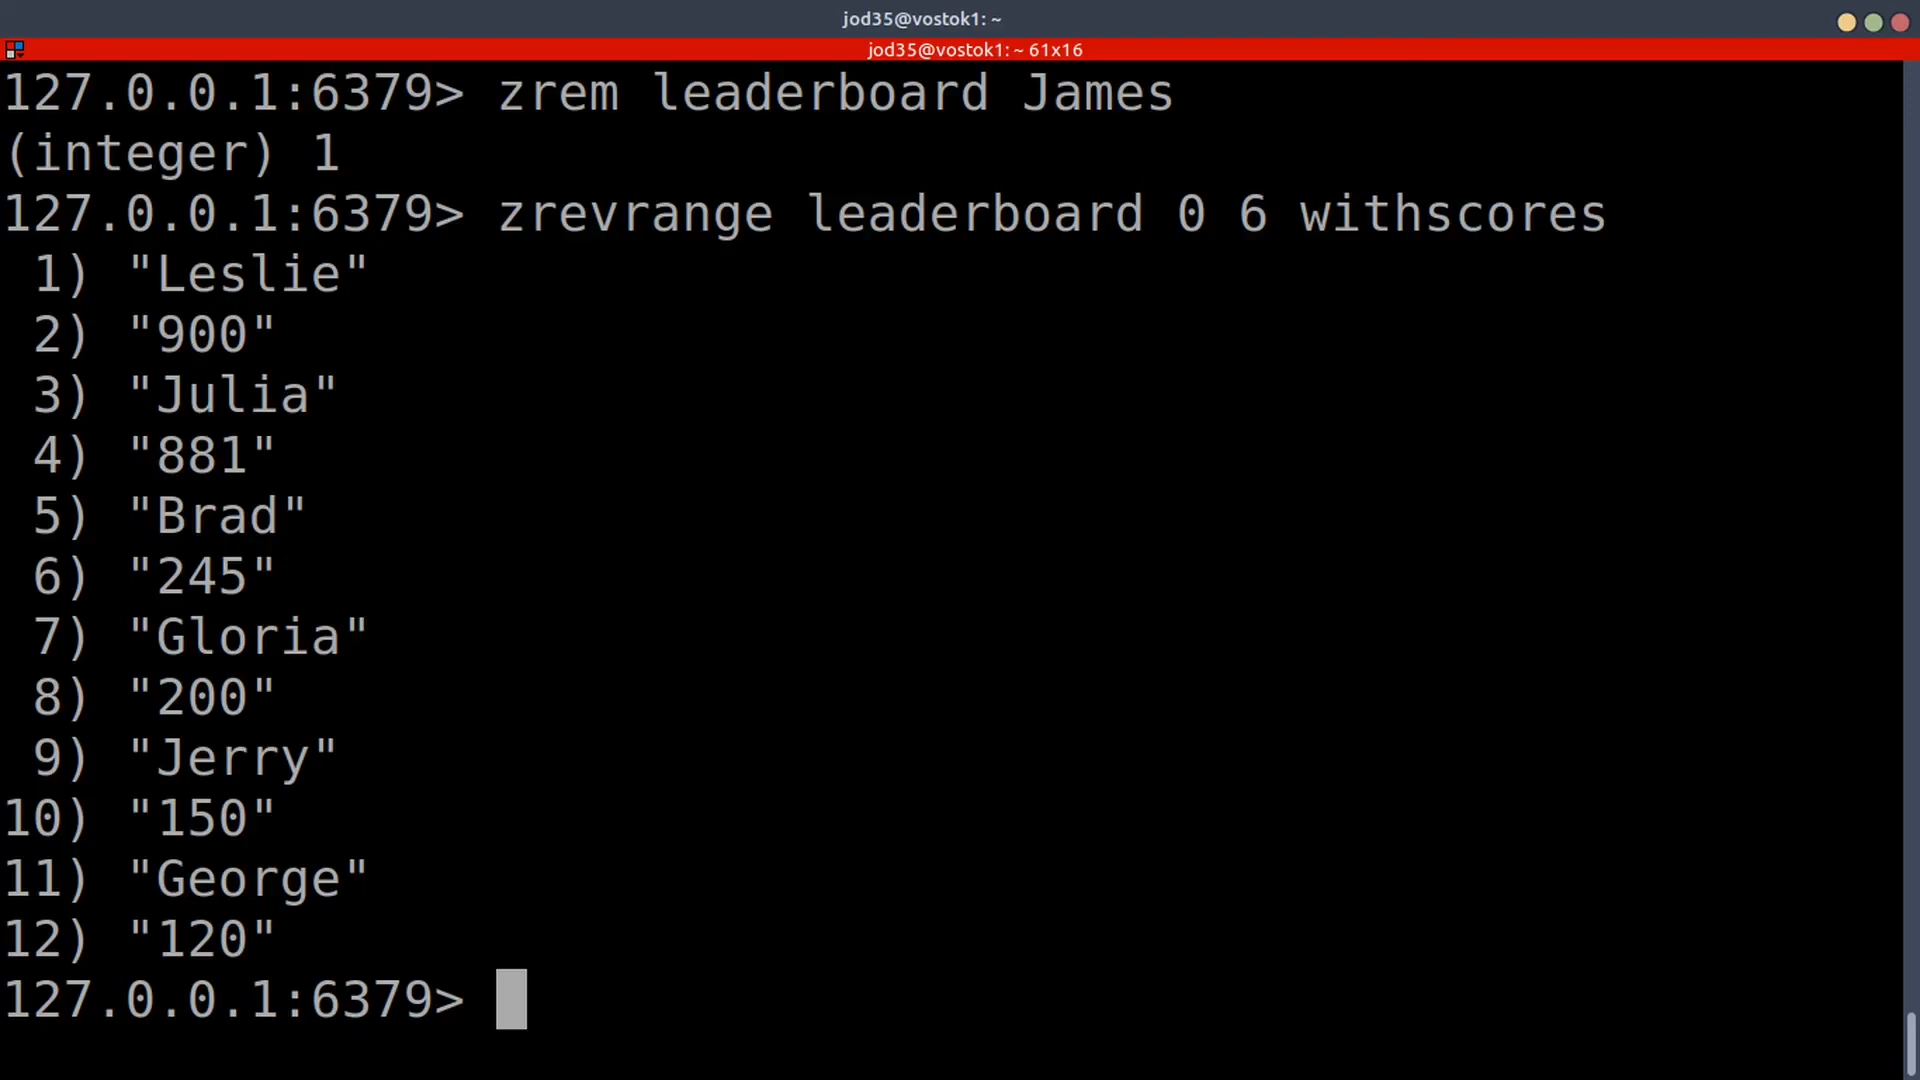 jod35@vostok1: ~
jod35@vostok1: ~ 61x16
127.0.0.1:6379> zrem leaderboard James
(integer) 1
127.0.0.1:6379> zrevrange leaderboard 0 6 withscores
1) "Leslie"
2) "900"
3) "Julia"
4) "881"
5) "Brad"
6) "245"
7) "Gloria"
8) "200"
9) "Jerry"
10) "150"
11) "George"
12) "120"
127.0.0.1:6379>